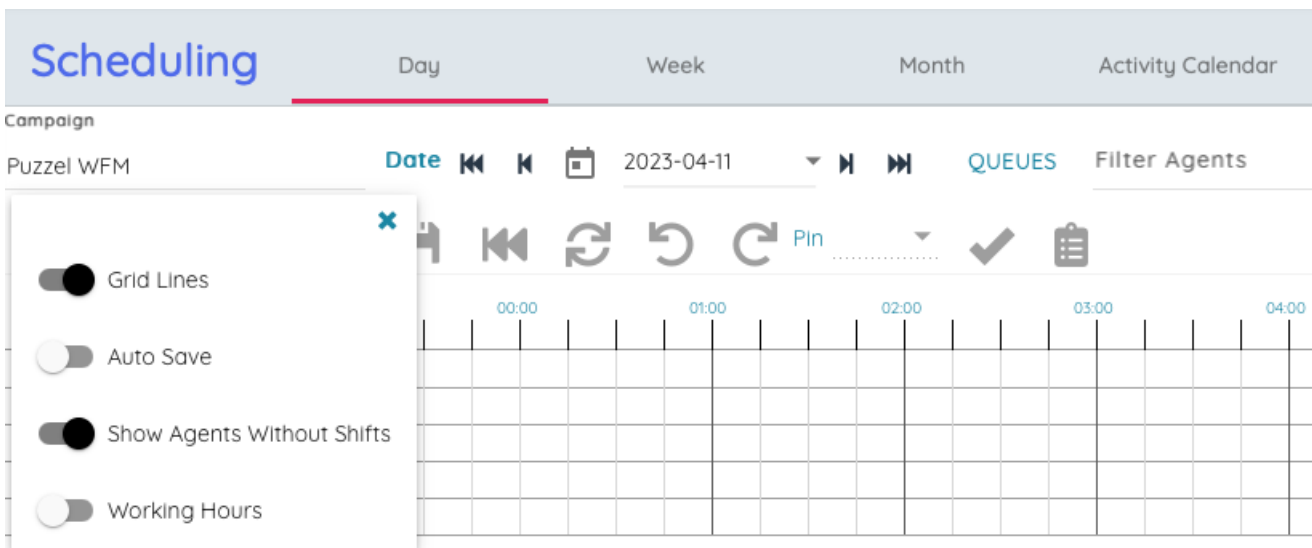 Scheduling Day Week Month Activity Calendar
Campaign
Puzzel WFM Date 2023-04-11 QUEUES Filter Agents
Pin
Grid Lines
00:00 01:00 02:00 03:00 04:00
Auto Save
Show Agents Without Shifts
Working Hours